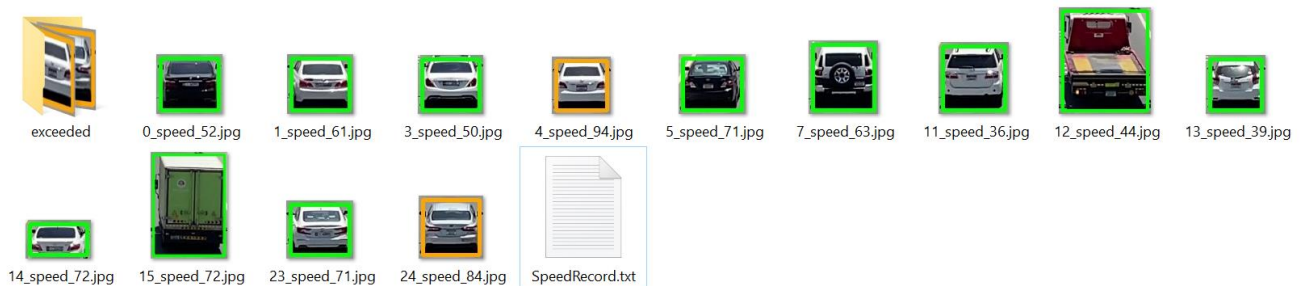 exceeded
0_speed_52.jpg
1_speed_61.jpg
3_speed_50.jpg
4_speed_94.jpg
5_speed_71.jpg
7_speed_63.jpg
11_speed_36.jpg
12_speed_44.jpg
13_speed_39.jpg
14_speed_72.jpg
15_speed_72.jpg
23_speed_71.jpg
24_speed_84.jpg
SpeedRecord.txt